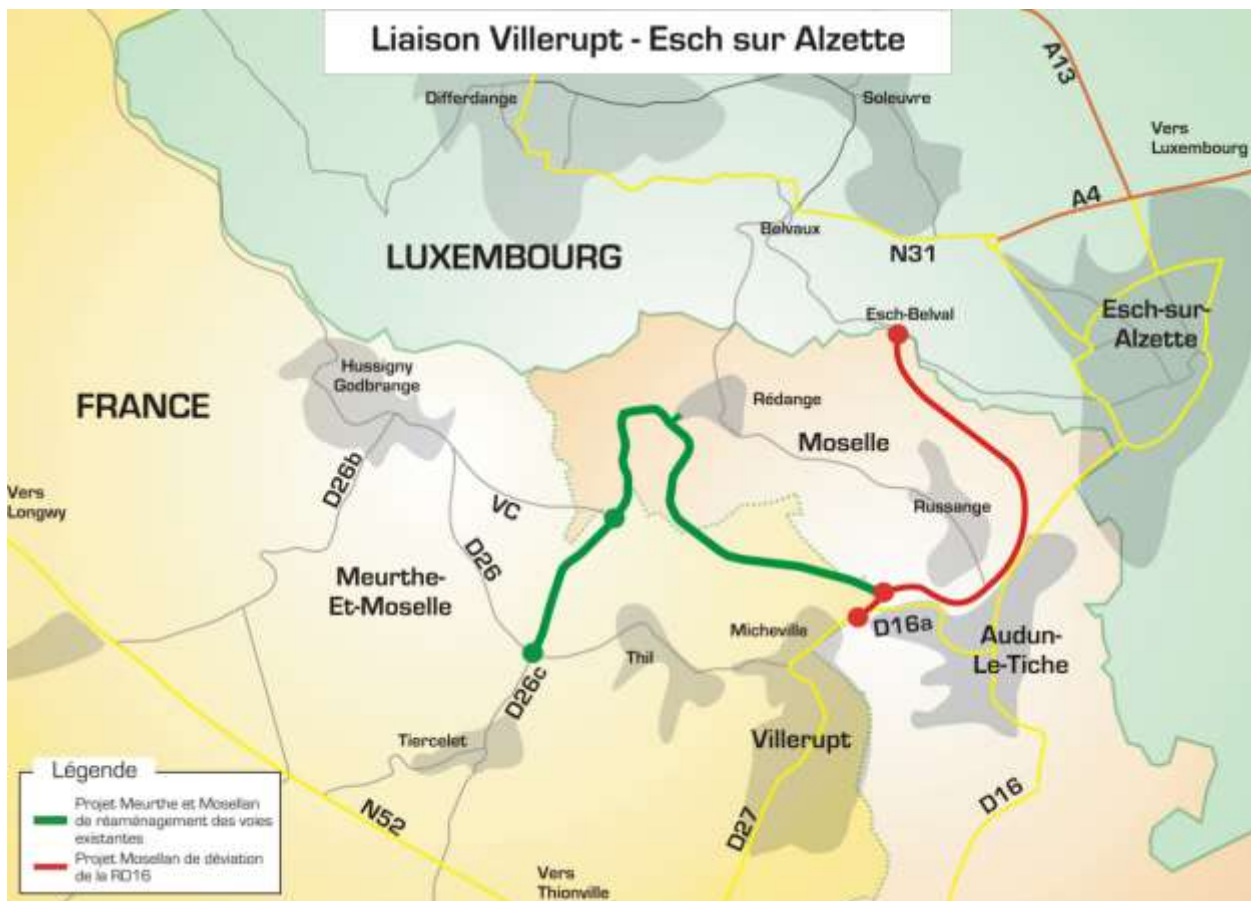 Liaison Villerupt - Esch sur Alzette
A13
Differdange
Soleuvre
Vers
Luxembourg
A4
Belvaux
LUXEMBOURG
N31
Esch-Belval
Esch-sur-
Alzette
Hussigny
Godbrange
FRANCE
Rédange
Moselle
D26b
Vers
Longwy
VC
Russange
D26
Meurthe-
Et-Moselle
Micheville
D16a
Audun-
Le-Tiche
Thil
D26c
Tiercelet
Villerupt
Légende
Projet Meurthe et Mosellan
de réaménagement des voies
existantes
Projet Mosellan de déviation
de la RD16
N52
D27
D16
Vers
Thionville